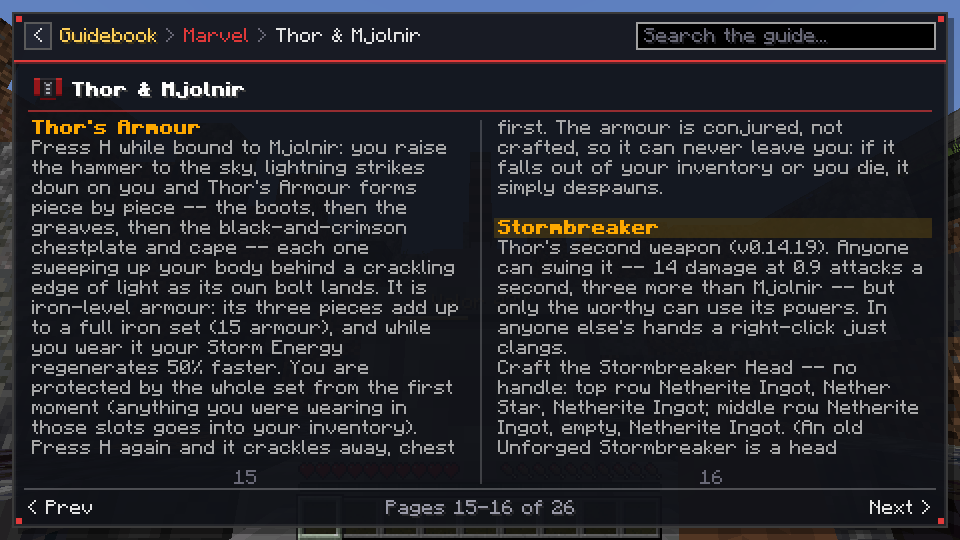 Guidebook > Marvel > Thor & Mjolnir
Search the guide...
Thor & Mjolnir
Thor's Armour
Press H while bound to Mjolnir: you raise
the hammer to the sky, lightning strikes
down on you and Thor's Armour forms
piece by piece -- the boots, then the
greaves, then the black-and-crimson
chestplate and cape -- each one
sweeping up your body behind a crackling
edge of light as its own bolt lands. It is
iron-level armour: its three pieces add up
to a full iron set (15 armour), and while
you wear it your Storm Energy
regenerates 50% faster. You are
protected by the whole set from the first
moment (anything you were wearing in
those slots goes into your inventory).
Press H again and it crackles away, chest
15
first. The armour is conjured, not
crafted, so it can never leave you: if it
falls out of your inventory or you die, it
simply despawns.
Stormbreaker
Thor's second weapon (v0.14.19). Anyone
can swing it -- 14 damage at 0.9 attacks a
second, three more than Mjolnir -- but
only the worthy can use its powers. In
anyone else's hands a right-click just
clangs.
Craft the Stormbreaker Head -- no
handle: top row Netherite Ingot, Nether
Star, Netherite Ingot; middle row Netherite
Ingot, empty, Netherite Ingot. (An old
Unforged Stormbreaker is a head
16
< Prev
Pages 15-16 of 26
Next >